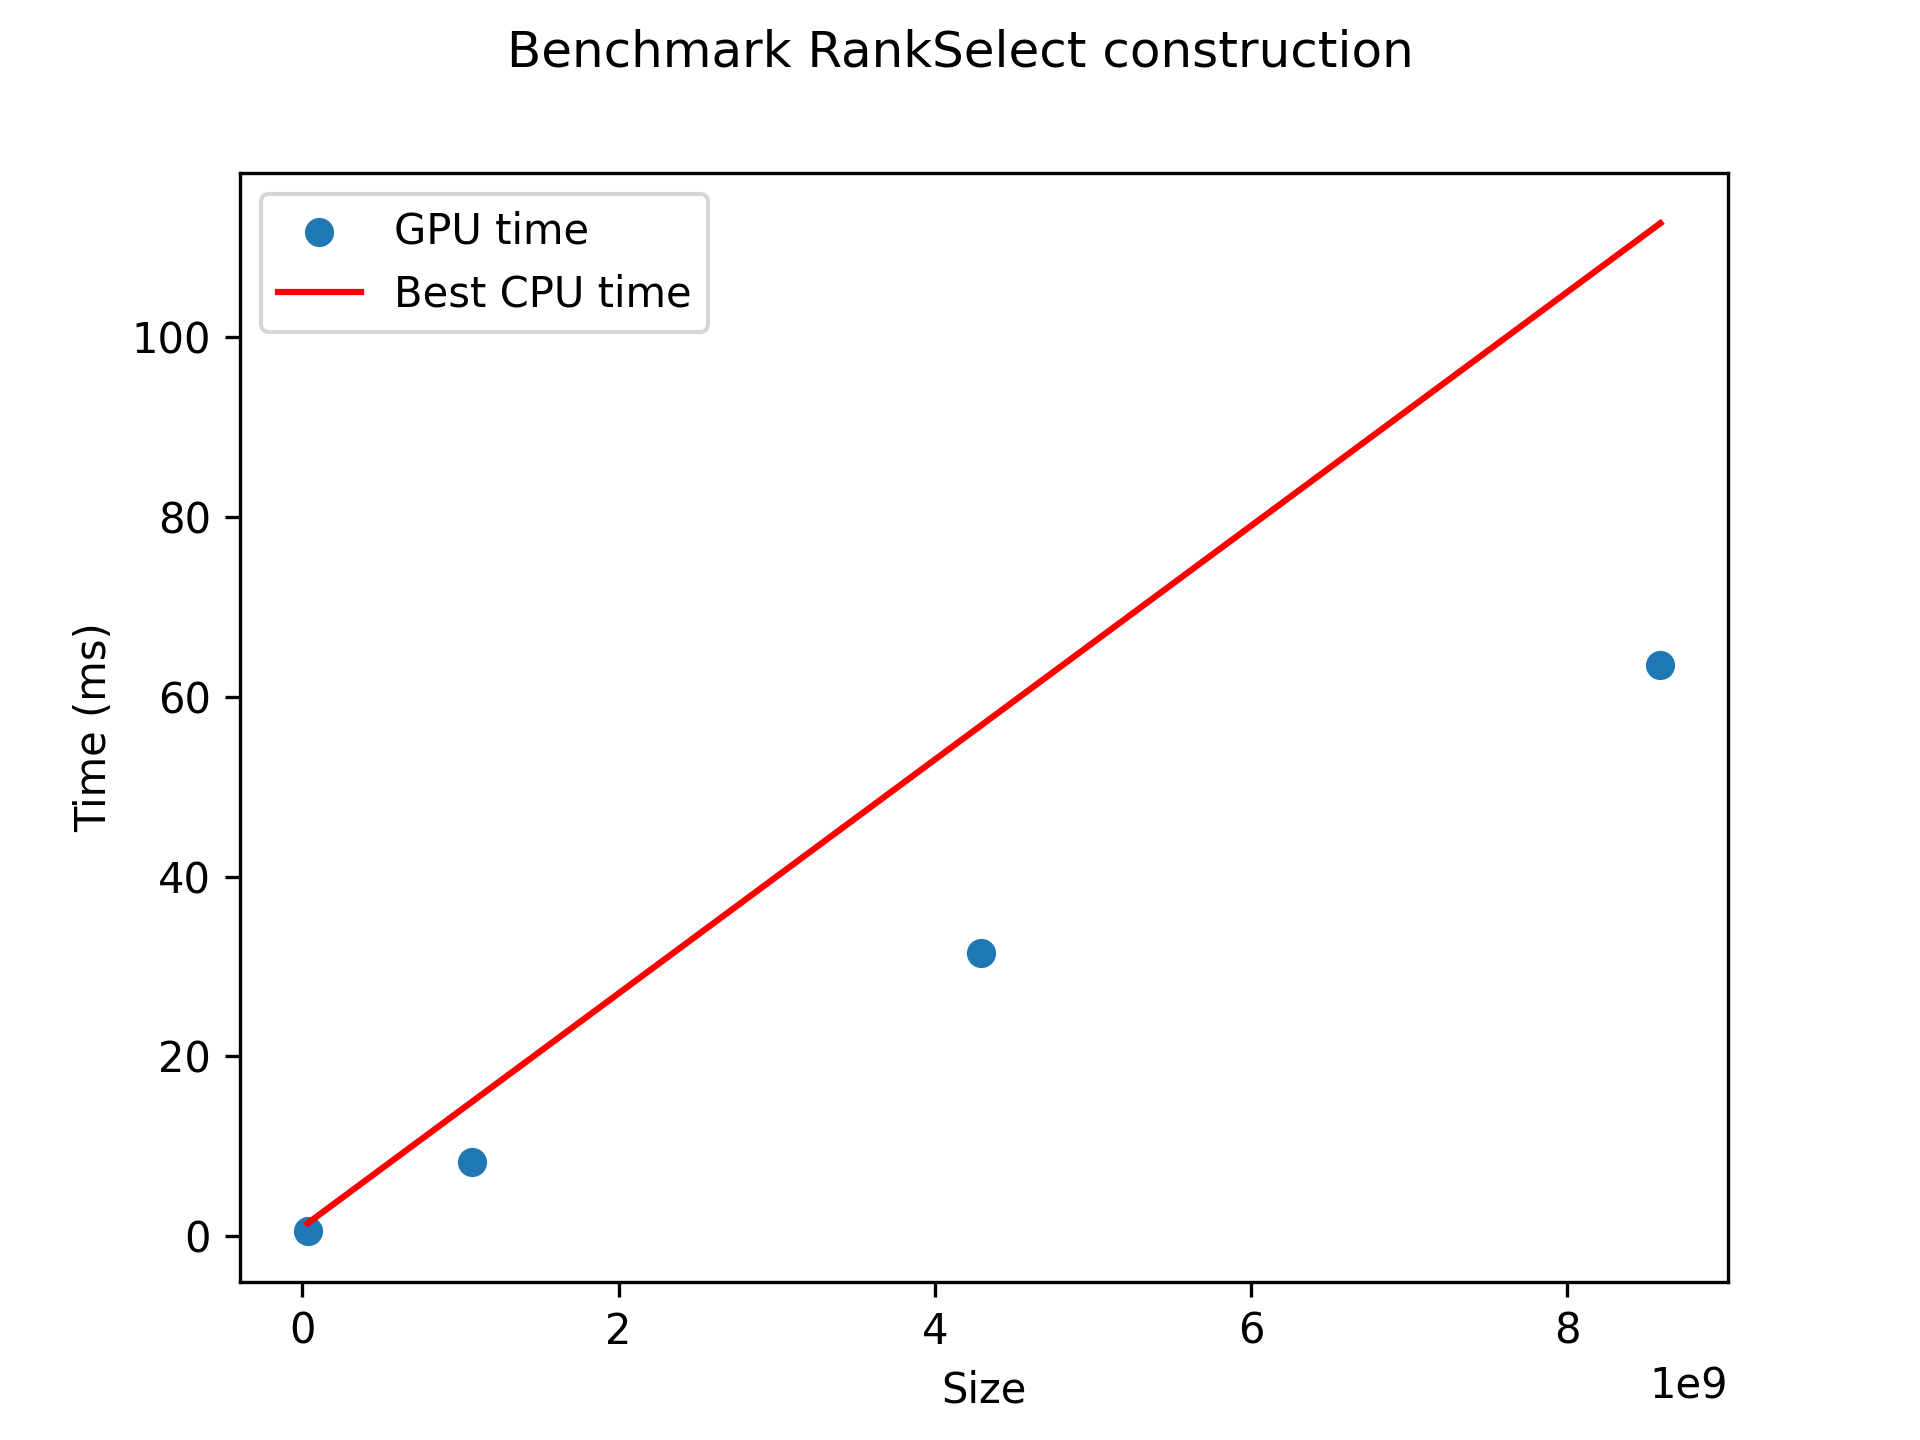 Benchmark RankSelect construction
GPU time
Best CPU time
100
80
60
40
20
0
Time (ms)
0 2 4 6 8
Size
1e9